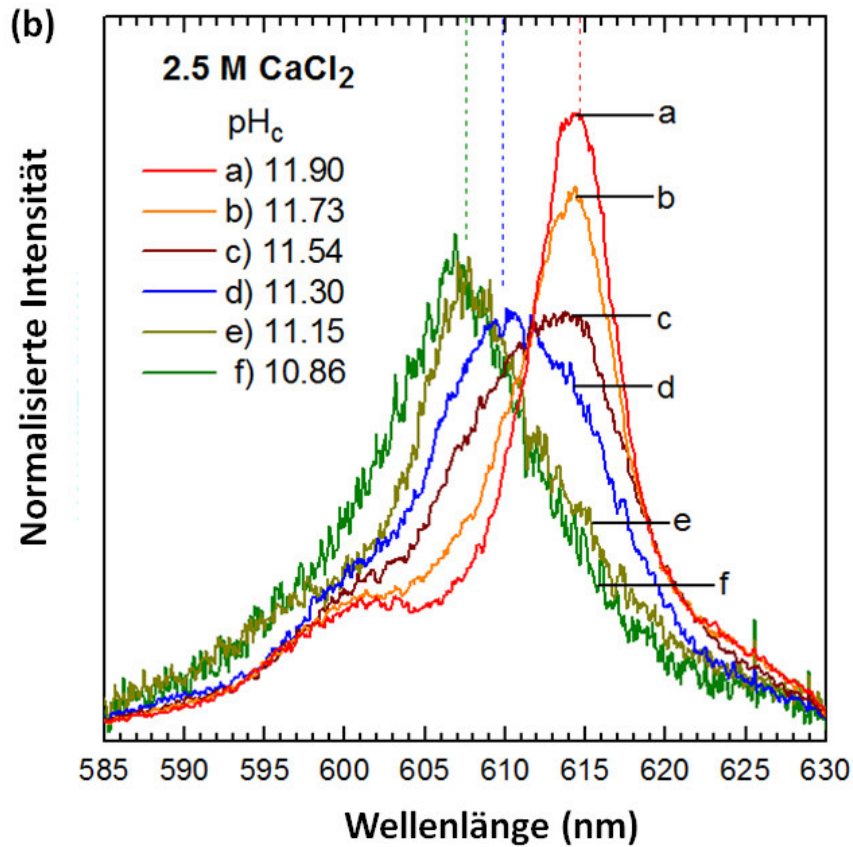 (b)
2.5 M CaCl₂
pHc
a) 11.90
b) 11.73
c) 11.54
d) 11.30
e) 11.15
f) 10.86
a
b
c
d
e
f
Normalisierte Intensität
585 590 595 600 605 610 615 620 625 630
Wellenlänge (nm)